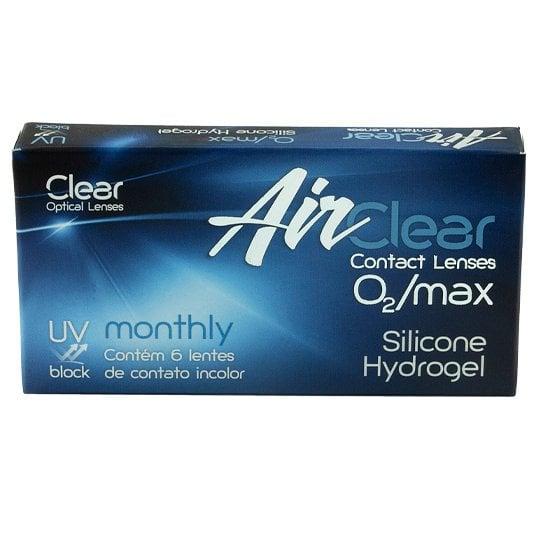 UV
block
O₂/max
Silicone Hydrogel
AirClear
Contact Lenses
Clear
Optical Lenses
AirClear
Contact Lenses
O₂/max
Silicone
Hydrogel
UV
block
monthly
Contém 6 lentes
de contato incolor